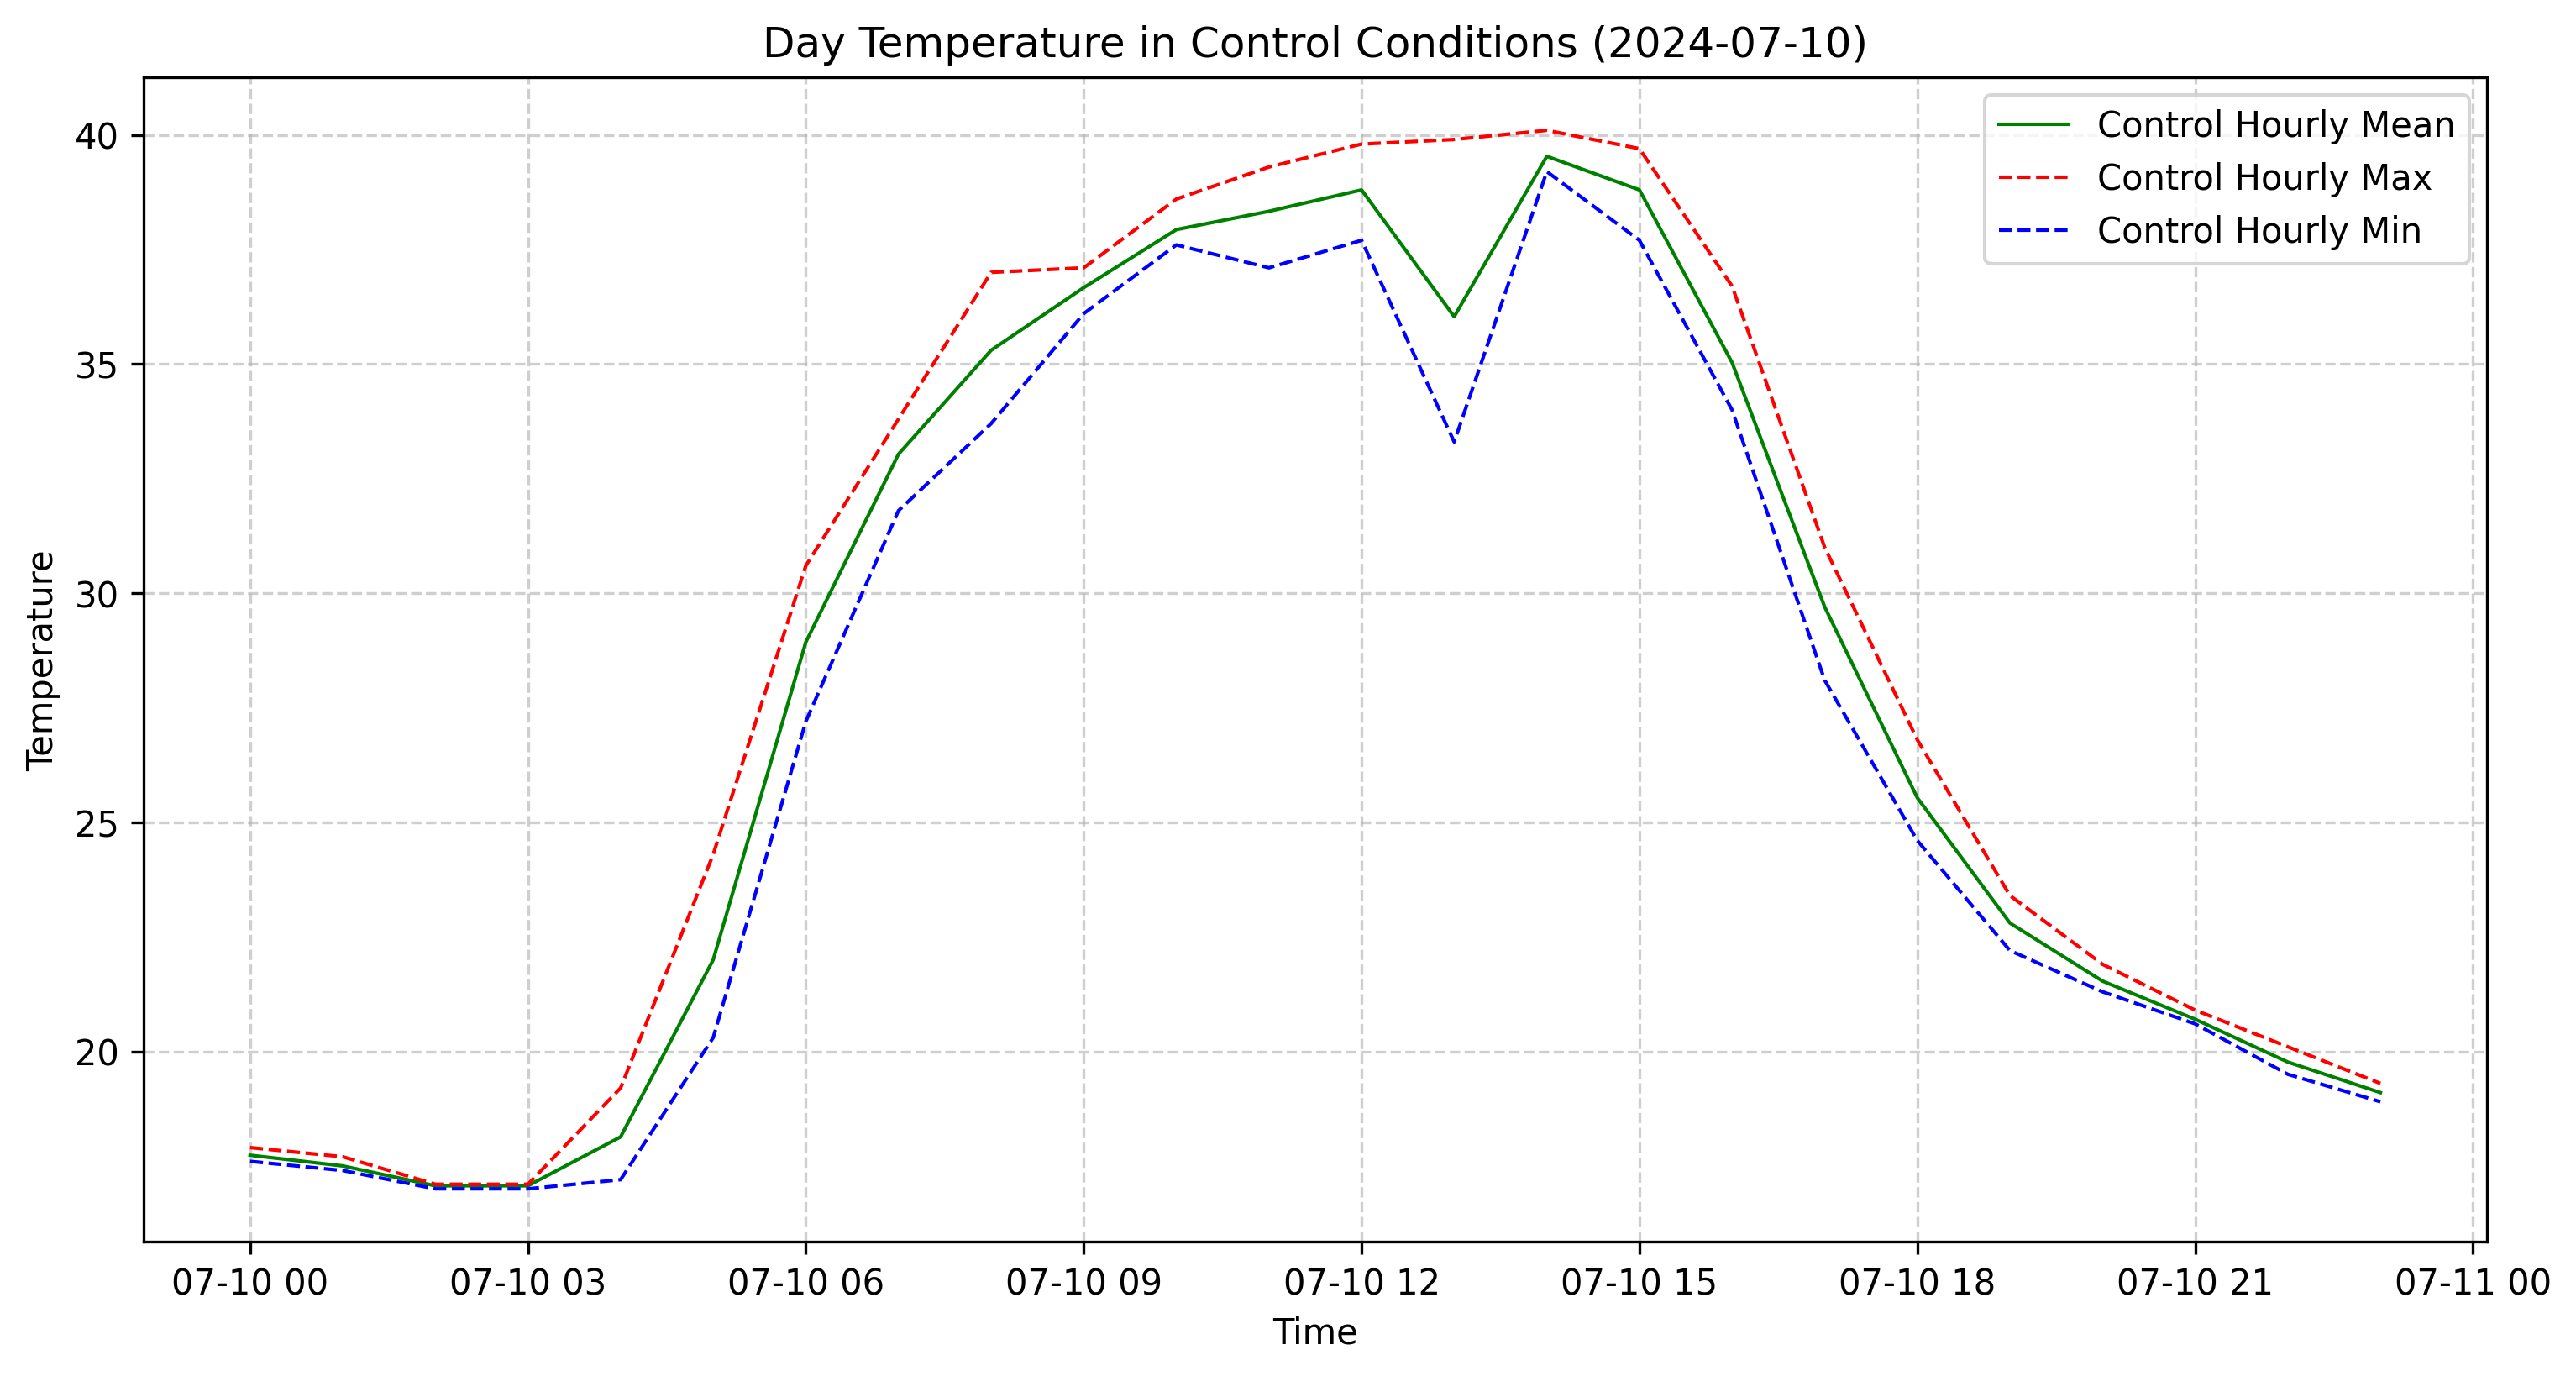 Day Temperature in Control Conditions (2024-07-10)
Control Hourly Mean
Control Hourly Max
Control Hourly Min
Temperature
40
35
30
25
20
07-10 00 07-10 03 07-10 06 07-10 09 07-10 12 07-10 15 07-10 18 07-10 21 07-11 00
Time